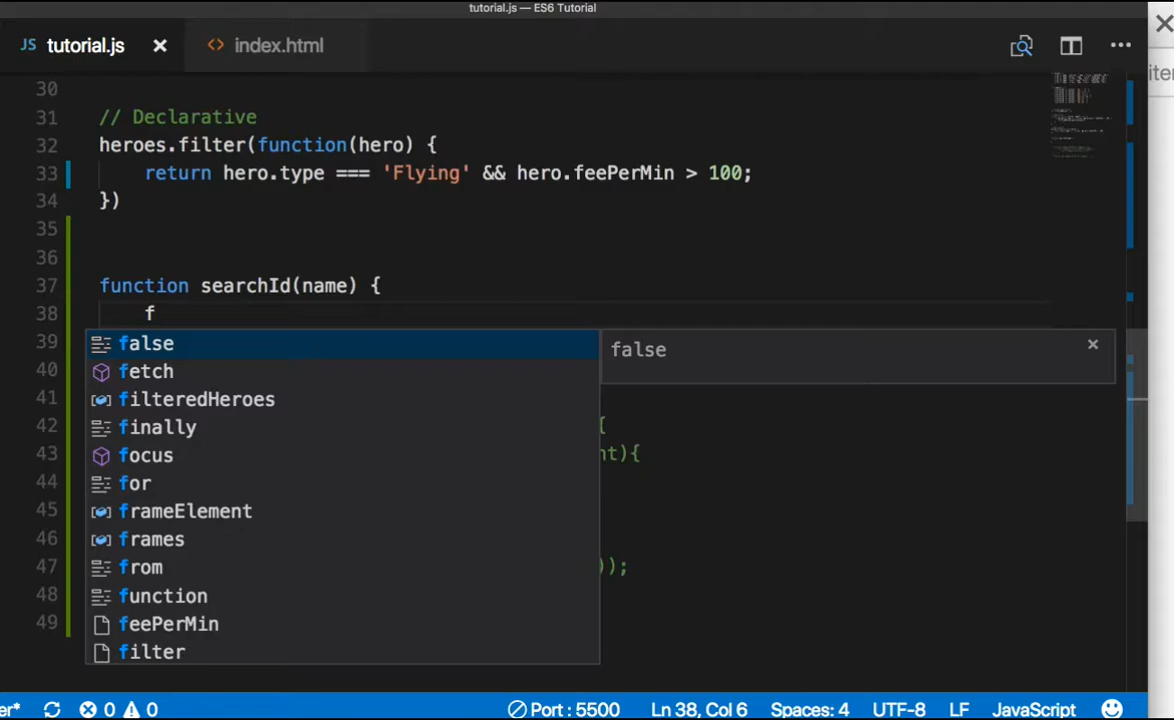 tutorial.js — ES6 Tutorial
JS tutorial.js × <> index.html
30
31 // Declarative
32 heroes.filter(function(hero) {
33 return hero.type === 'Flying' && hero.feePerMin > 100;
34 })
35
36
37 function searchId(name) {
38 f
39 false false ×
40 fetch
41 filteredHeroes
42 finally {
43 focus nt){
44 for
45 frameElement
46 frames
47 from ));
48 function
49 feePerMin
filter
er* 0 0 Port : 5500 Ln 38, Col 6 Spaces: 4 UTF-8 LF JavaScript